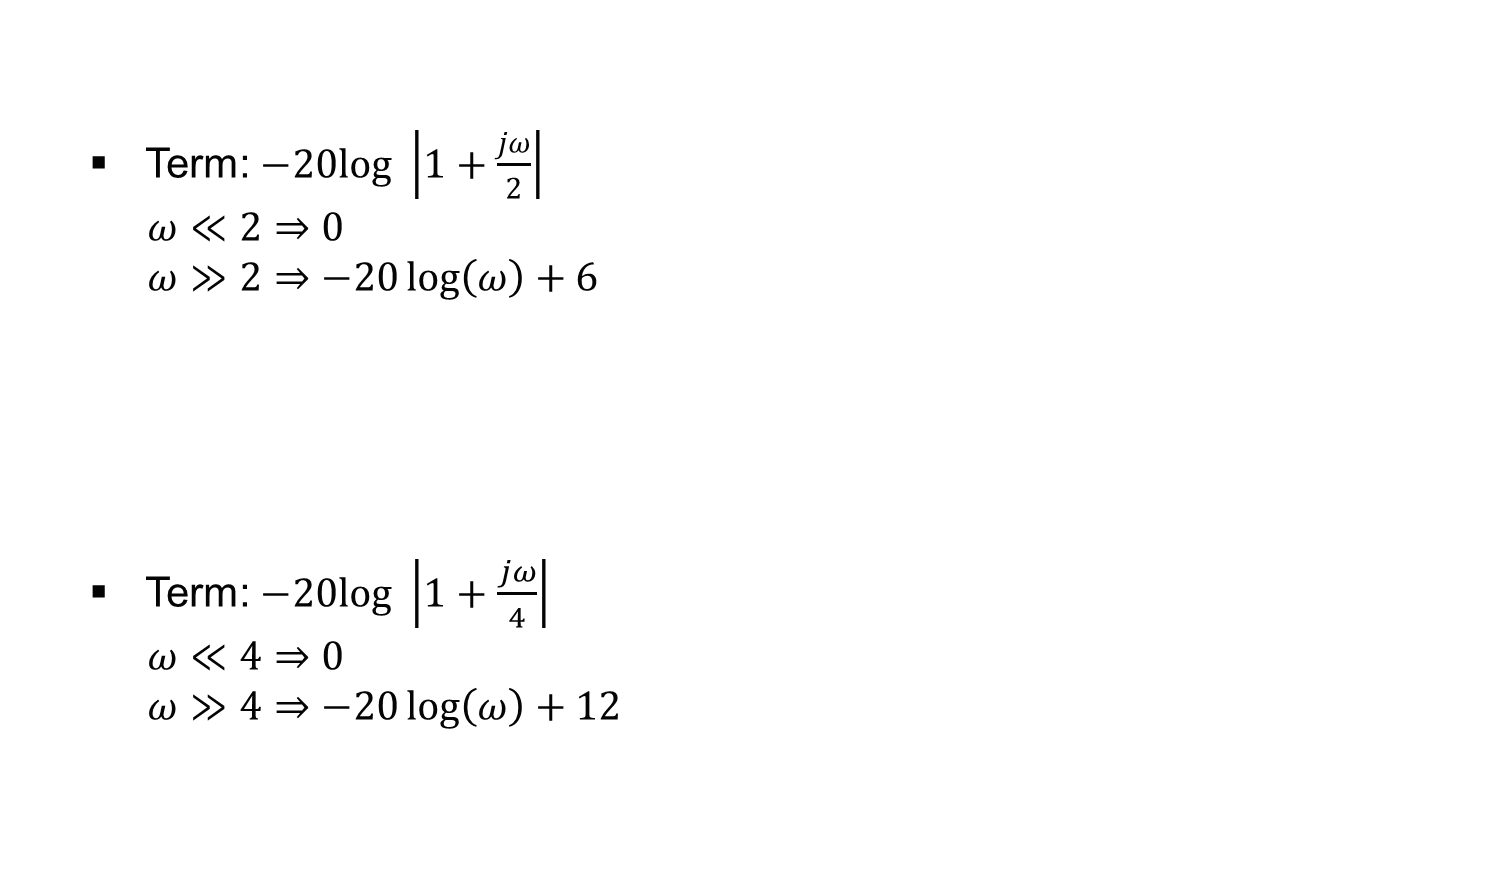 ▪ Term: −20log |1 + jω/2|
ω ≪ 2 ⇒ 0
ω ≫ 2 ⇒ −20 log(ω) + 6
▪ Term: −20log |1 + jω/4|
ω ≪ 4 ⇒ 0
ω ≫ 4 ⇒ −20 log(ω) + 12